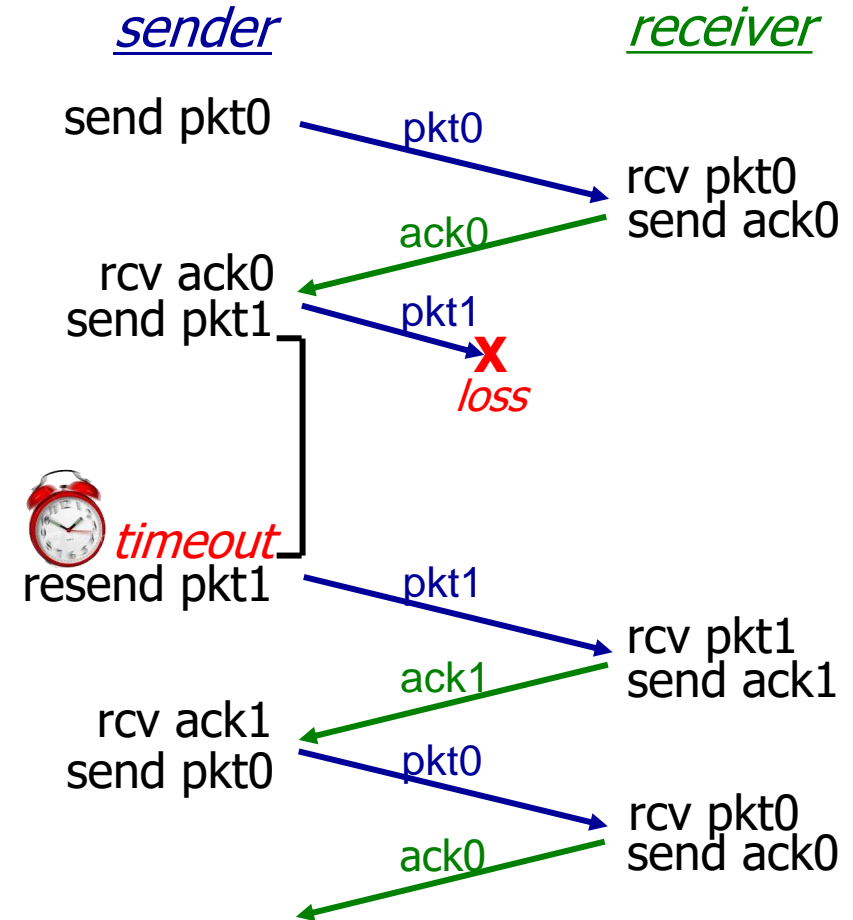 sender
receiver
send pkt0
pkt0
rcv pkt0
send ack0
ack0
rcv ack0
send pkt1
pkt1
X
loss
timeout
resend pkt1
pkt1
rcv pkt1
send ack1
ack1
rcv ack1
send pkt0
pkt0
rcv pkt0
send ack0
ack0